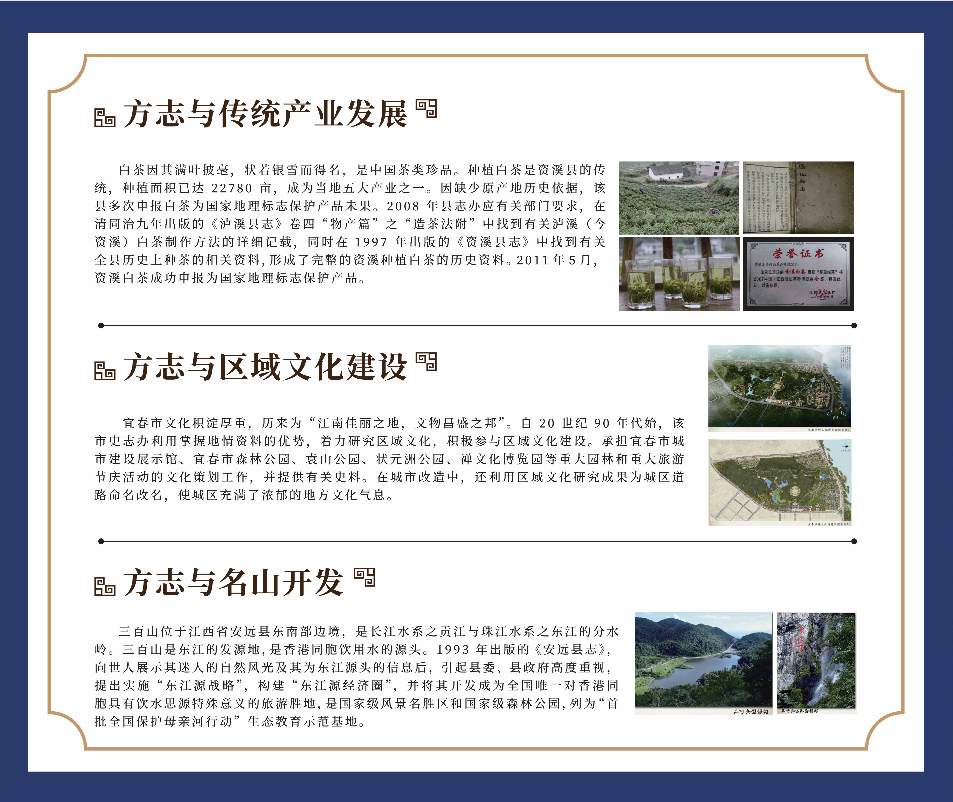 方志与传统产业发展
白茶因其满叶披毫，状若银雪而得名，是中国茶类珍品。种植白茶是资溪县的传
统，种植面积已达 22780 亩，成为当地五大产业之一。因缺少原产地历史依据，该
县多次申报白茶为国家地理标志保护产品未果。2008 年县志办应有关部门要求，在
清同治九年出版的《泸溪县志》卷四“物产篇”之“造茶法附”中找到有关泸溪（今
资溪）白茶制作方法的详细记载，同时在 1997 年出版的《资溪县志》中找到有关
全县历史上种茶的相关资料，形成了完整的资溪种植白茶的历史资料。2011 年 5 月，
资溪白茶成功申报为国家地理标志保护产品。
荣誉证书
方志与区域文化建设
宜春市文化积淀厚重，历来为“江南佳丽之地，文物昌盛之邦”。自 20 世纪 90 年代始，该
市史志办利用掌握地情资料的优势，着力研究区域文化，积极参与区域文化建设。承担宜春市城
市建设展示馆、宜春市森林公园、袁山公园、状元洲公园、禅文化博览园等重大园林和重大旅游
节庆活动的文化策划工作，并提供有关史料。在城市改造中，还利用区域文化研究成果为城区道
路命名改名，使城区充满了浓郁的地方文化气息。
方志与名山开发
三百山位于江西省安远县东南部边境，是长江水系之贡江与珠江水系之东江的分水
岭。三百山是东江的发源地，是香港同胞饮用水的源头。1993 年出版的《安远县志》，
向世人展示其迷人的自然风光及其为东江源头的信息后，引起县委、县政府高度重视，
提出实施“东江源战略”，构建“东江源经济圈”，并将其开发成为全国唯一对香港同
胞具有饮水思源特殊意义的旅游胜地，是国家级风景名胜区和国家级森林公园，列为“首
批全国保护母亲河行动”生态教育示范基地。